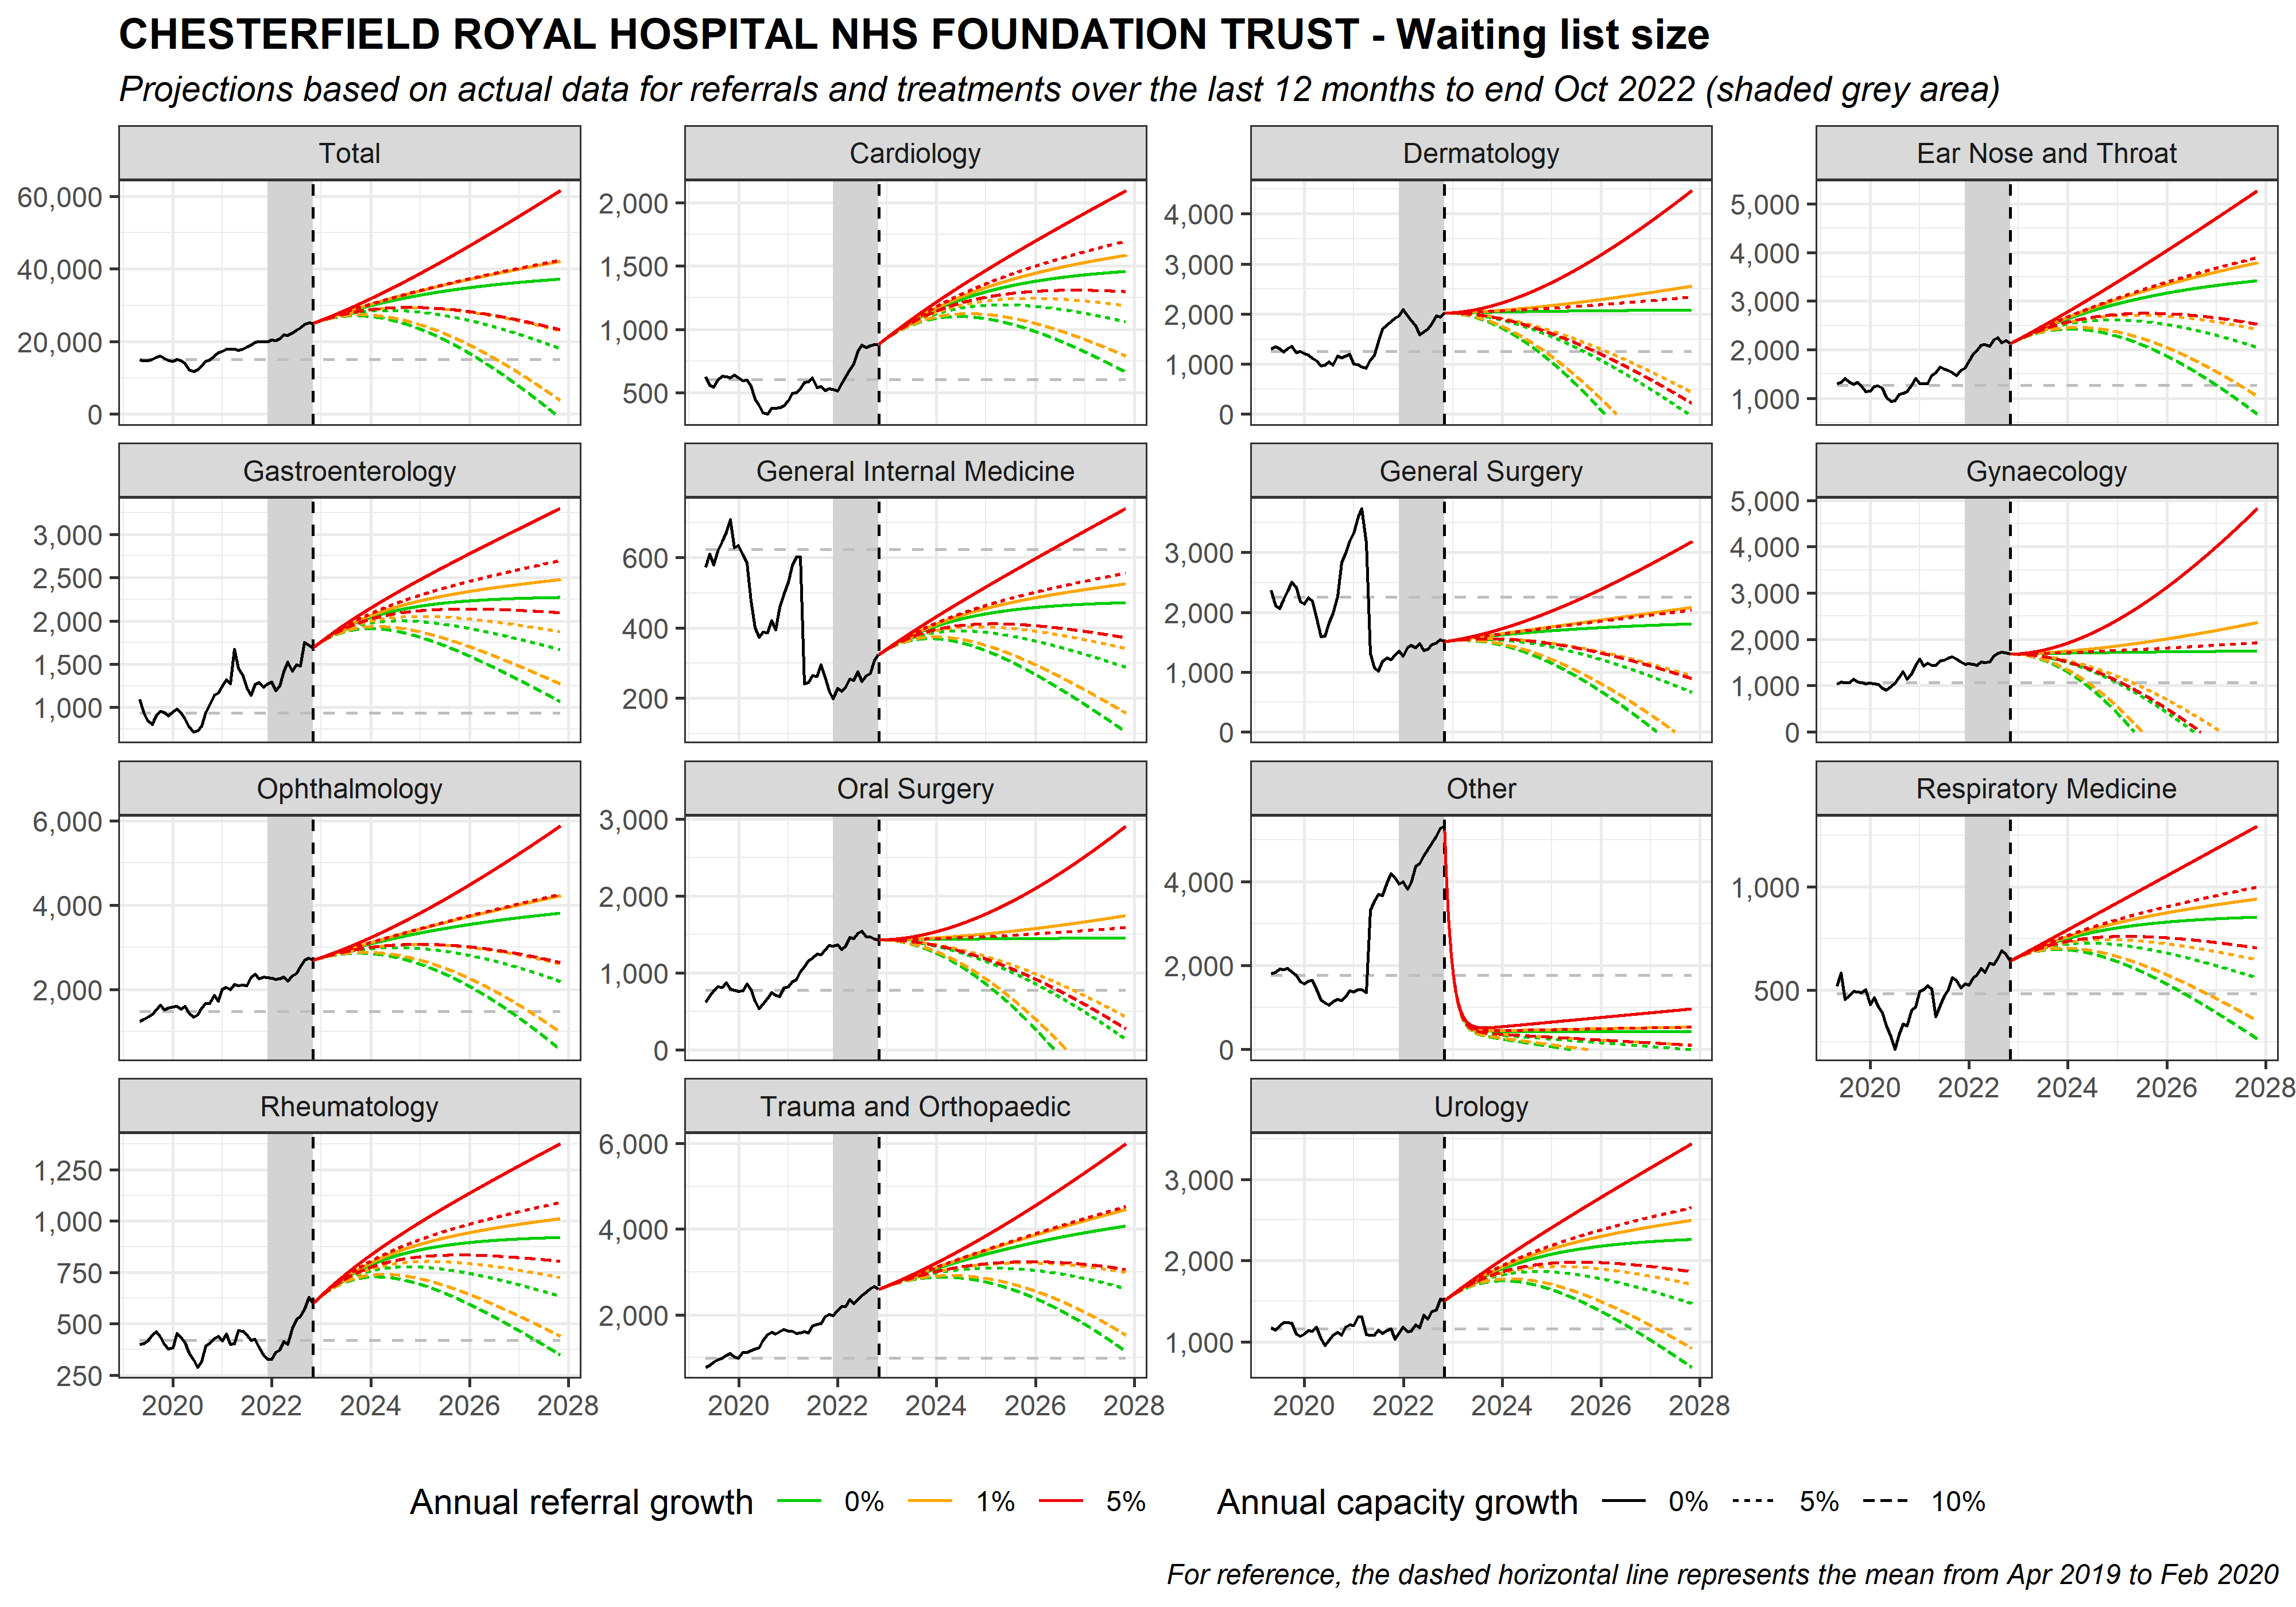 CHESTERFIELD ROYAL HOSPITAL NHS FOUNDATION TRUST - Waiting list size
Projections based on actual data for referrals and treatments over the last 12 months to end Oct 2022 (shaded grey area)
Total
60,000
40,000
20,000
0
Cardiology
2,000
1,500
1,000
500
Dermatology
4,000
3,000
2,000
1,000
0
Ear Nose and Throat
5,000
4,000
3,000
2,000
1,000
Gastroenterology
3,000
2,500
2,000
1,500
1,000
General Internal Medicine
600
400
200
General Surgery
3,000
2,000
1,000
0
Gynaecology
5,000
4,000
3,000
2,000
1,000
0
Ophthalmology
6,000
4,000
2,000
Oral Surgery
3,000
2,000
1,000
0
Other
4,000
2,000
0
Respiratory Medicine
1,000
500
2020 2022 2024 2026 2028
Rheumatology
1,250
1,000
750
500
250
2020 2022 2024 2026 2028
Trauma and Orthopaedic
6,000
4,000
2,000
2020 2022 2024 2026 2028
Urology
3,000
2,000
1,000
2020 2022 2024 2026 2028
Annual referral growth 0% 1% 5% Annual capacity growth 0% 5% 10%
For reference, the dashed horizontal line represents the mean from Apr 2019 to Feb 2020